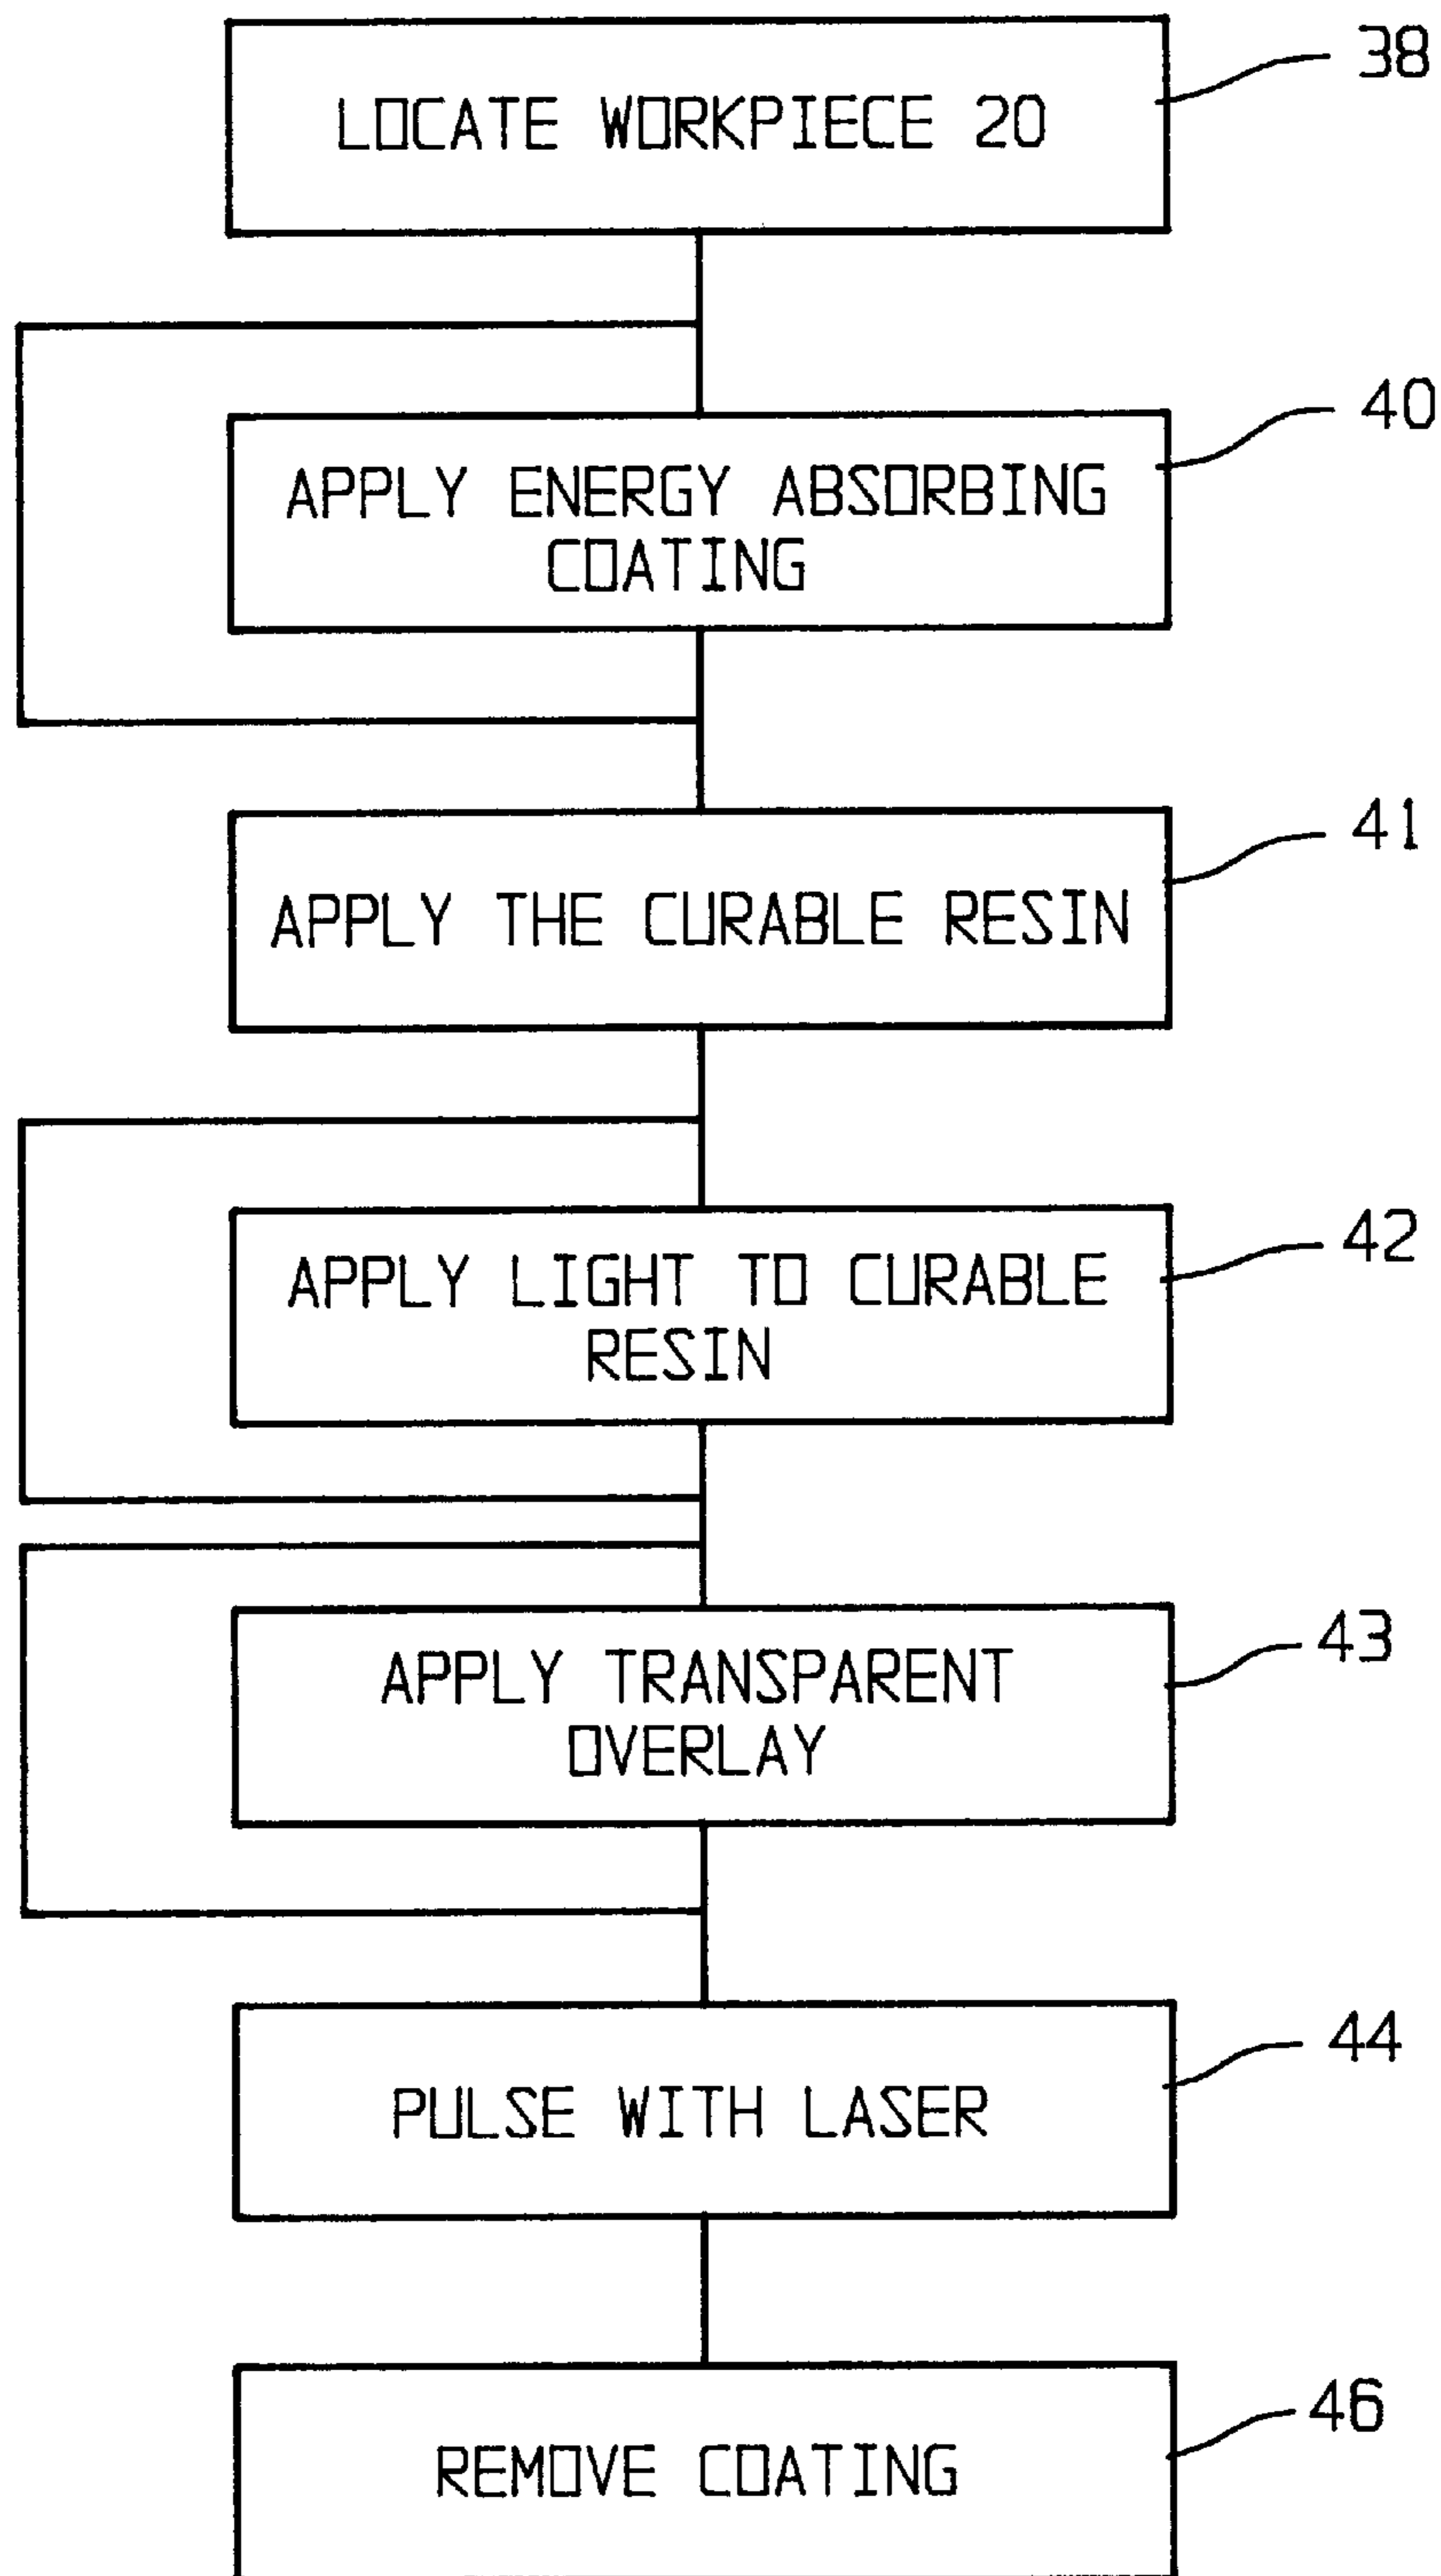 LOCATE WORKPIECE 20
38
APPLY ENERGY ABSORBING
COATING
40
APPLY THE CURABLE RESIN
41
APPLY LIGHT TO CURABLE
RESIN
42
APPLY TRANSPARENT
OVERLAY
43
PULSE WITH LASER
44
REMOVE COATING
46